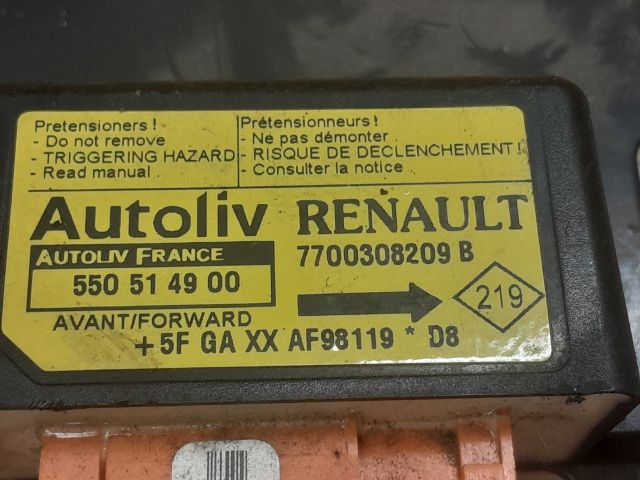 Pretensioners !
- Do not remove
- TRIGGERING HAZARD
- Read manual
Prétensionneurs !
- Ne pas démonter
- RISQUE DE DECLENCHEMENT !
- Consulter la notice
Autoliv RENAULT
AUTOLIV FRANCE
550 51 49 00
7700308209 B
219
AVANT/FORWARD
+5F GA XX AF98119 * D8